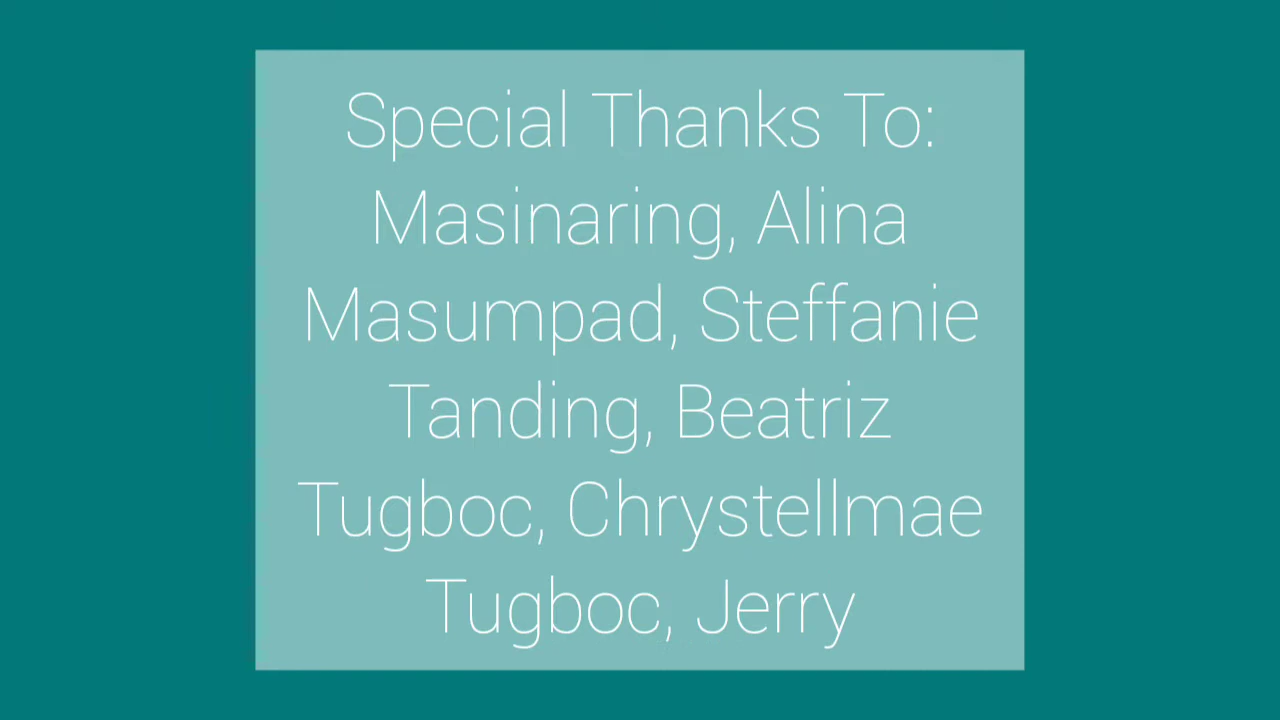 Special Thanks To:
Masinaring, Alina
Masumpad, Steffanie
Tanding, Beatriz
Tugboc, Chrystellmae
Tugboc, Jerry